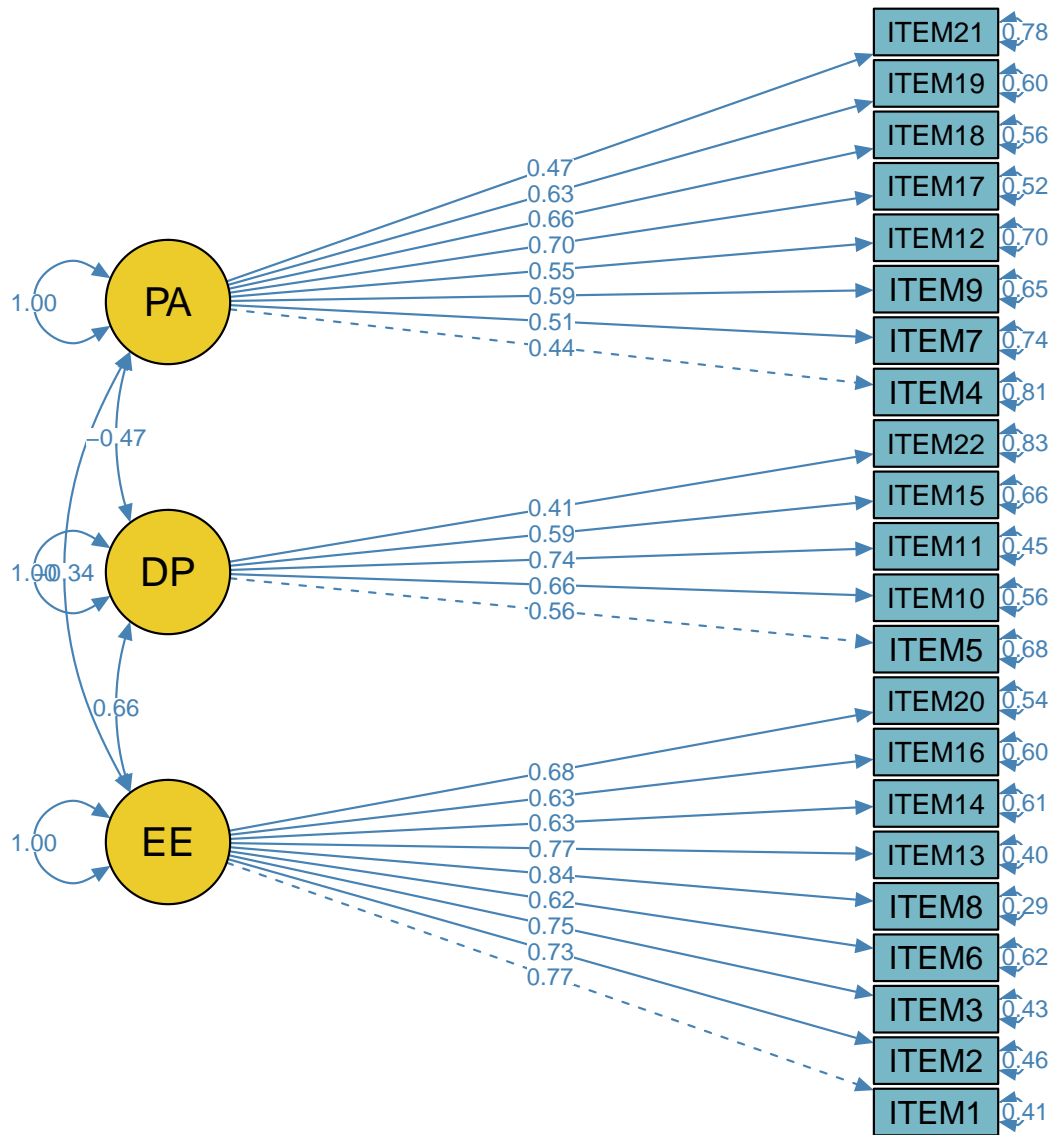 ITEM21 0.78
ITEM19 0.60
ITEM18 0.56
0.47
ITEM17 0.52
0.63
0.66
ITEM12 0.70
0.70
0.55
ITEM9 0.65
0.59
PA
1.00
0.51
ITEM7 0.74
0.44
ITEM4 0.81
−0.47
ITEM22 0.83
ITEM15 0.66
0.41
0.59
ITEM11 0.45
0.74
DP
1.00
−0.34
0.66
ITEM10 0.56
0.56
ITEM5 0.68
ITEM20 0.54
0.66
ITEM16 0.60
0.68
0.63
ITEM14 0.61
0.63
EE
1.00
0.77
ITEM13 0.40
0.84
ITEM8 0.29
0.62
0.75
ITEM6 0.62
0.73
0.77
ITEM3 0.43
ITEM2 0.46
ITEM1 0.41